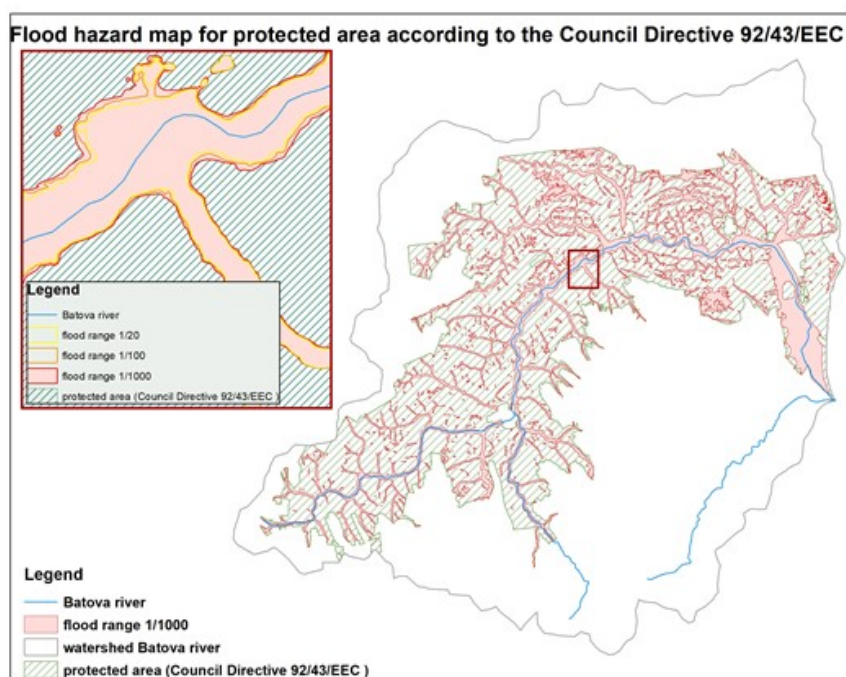 Flood hazard map for protected area according to the Council Directive 92/43/EEC
Legend
Batova river
flood range 1/20
flood range 1/100
flood range 1/1000
protected area (Council Directive 92/43/EEC )
Legend
Batova river
flood range 1/1000
watershed Batova river
protected area (Council Directive 92/43/EEC )